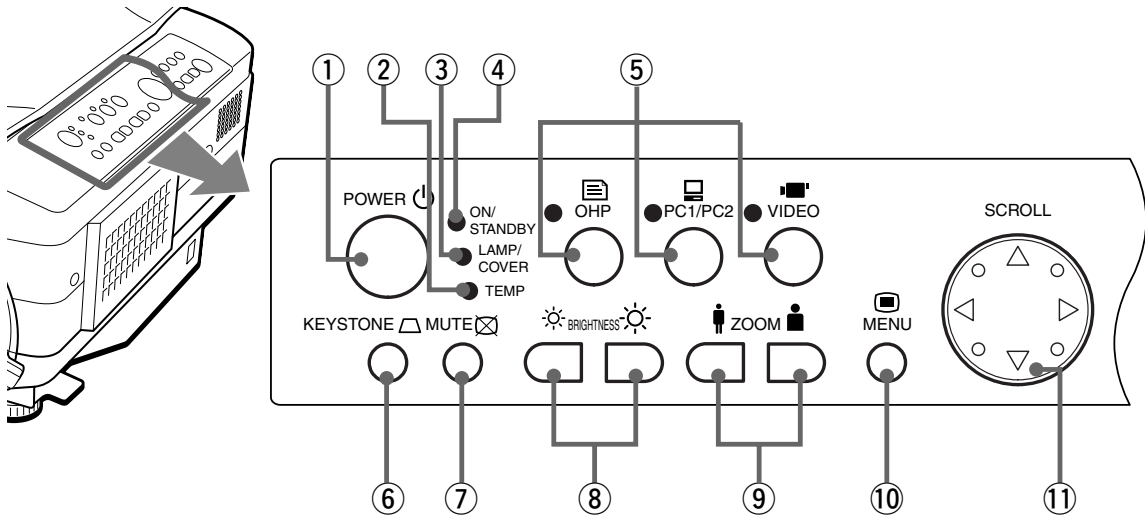 ① ② ③ ④ ⑤
POWER
ON/
STANDBY
LAMP/
COVER
TEMP
OHP
PC1/PC2
VIDEO
SCROLL
KEYSTONE
MUTE
BRIGHTNESS
ZOOM
MENU
⑥ ⑦ ⑧ ⑨ ⑩ ⑪